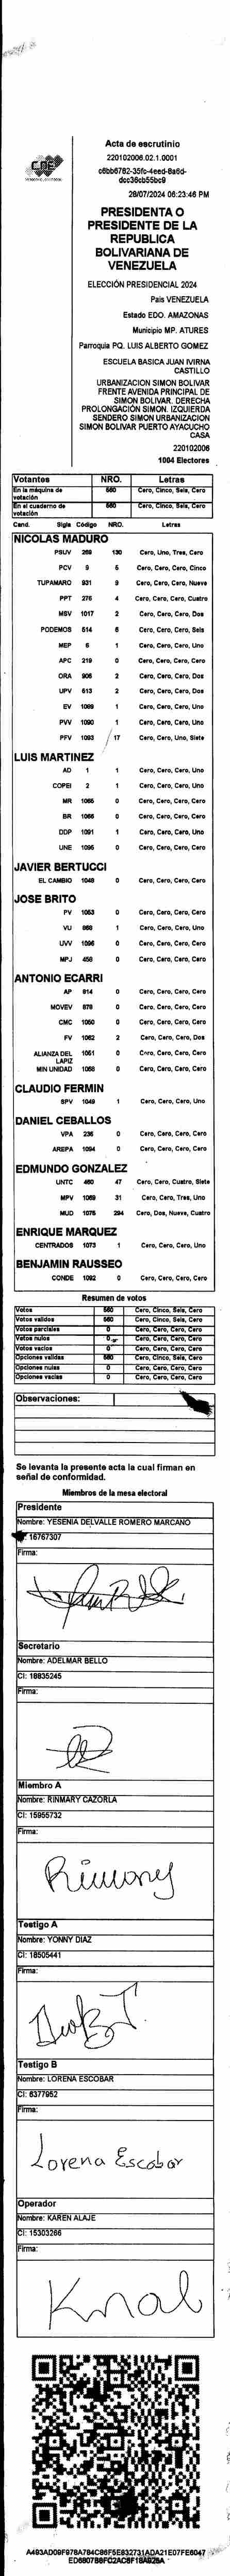 CNE
Acta de escrutinio
220102006.02.1.0001
c6bb6782-35fc-4eed-8a6d-
dcc36cb55bc9
28/07/2024 06:23:46 PM
PRESIDENTA O
PRESIDENTE DE LA
REPUBLICA
BOLIVARIANA DE
VENEZUELA
ELECCIÓN PRESIDENCIAL 2024
Pais VENEZUELA
Estado EDO. AMAZONAS
Municipio MP. ATURES
Parroquia PQ. LUIS ALBERTO GOMEZ
ESCUELA BASICA JUAN IVIRNA
CASTILLO
URBANIZACION SIMON BOLIVAR
FRENTE AVENIDA PRINCIPAL DE
SIMON BOLIVAR. DERECHA
PROLONGACIÓN SIMON. IZQUIERDA
SENDERO SIMON URBANIZACION
SIMON BOLIVAR PUERTO AYACUCHO
CASA
220102006
1004 Electores
Votantes NRO. Letras
En la máquina de votación 560 Cero, Cinco, Seis, Cero
En el cuaderno de votación 560 Cero, Cinco, Seis, Cero
Cand. Sigla Código NRO. Letras
NICOLAS MADURO
PSUV 269 130 Cero, Uno, Tres, Cero
PCV 9 5 Cero, Cero, Cero, Cinco
TUPAMARO 931 9 Cero, Cero, Cero, Nueve
PPT 276 4 Cero, Cero, Cero, Cuatro
MSV 1017 2 Cero, Cero, Cero, Dos
PODEMOS 514 6 Cero, Cero, Cero, Seis
MEP 6 1 Cero, Cero, Cero, Uno
APC 219 0 Cero, Cero, Cero, Cero
ORA 906 2 Cero, Cero, Cero, Dos
UPV 613 2 Cero, Cero, Cero, Dos
EV 1089 1 Cero, Cero, Cero, Uno
PVV 1090 1 Cero, Cero, Cero, Uno
PFV 1093 17 Cero, Cero, Uno, Siete
LUIS MARTINEZ
AD 1 1 Cero, Cero, Cero, Uno
COPEI 2 1 Cero, Cero, Cero, Uno
MR 1065 0 Cero, Cero, Cero, Cero
BR 1066 0 Cero, Cero, Cero, Cero
DDP 1091 1 Cero, Cero, Cero, Uno
UNE 1095 0 Cero, Cero, Cero, Cero
JAVIER BERTUCCI
EL CAMBIO 1048 0 Cero, Cero, Cero, Cero
JOSE BRITO
PV 1053 0 Cero, Cero, Cero, Cero
VU 868 1 Cero, Cero, Cero, Uno
UVV 1096 0 Cero, Cero, Cero, Cero
MPJ 458 0 Cero, Cero, Cero, Cero
ANTONIO ECARRI
AP 914 0 Cero, Cero, Cero, Cero
MOVEV 879 0 Cero, Cero, Cero, Cero
CMC 1050 0 Cero, Cero, Cero, Cero
FV 1062 2 Cero, Cero, Cero, Dos
ALIANZA DEL LAPIZ 1051 0 Cero, Cero, Cero, Cero
MIN UNIDAD 1068 0 Cero, Cero, Cero, Cero
CLAUDIO FERMIN
SPV 1049 1 Cero, Cero, Cero, Uno
DANIEL CEBALLOS
VPA 236 0 Cero, Cero, Cero, Cero
AREPA 1094 0 Cero, Cero, Cero, Cero
EDMUNDO GONZALEZ
UNTC 460 47 Cero, Cero, Cuatro, Siete
MPV 1069 31 Cero, Cero, Tres, Uno
MUD 1075 294 Cero, Dos, Nueve, Cuatro
ENRIQUE MARQUEZ
CENTRADOS 1073 1 Cero, Cero, Cero, Uno
BENJAMIN RAUSSEO
CONDE 1092 0 Cero, Cero, Cero, Cero
Resumen de votos
Votos 560 Cero, Cinco, Seis, Cero
Votos validos 560 Cero, Cinco, Seis, Cero
Votos parciales 0 Cero, Cero, Cero, Cero
Votos nulos 0 Cero, Cero, Cero, Cero
Votos vacios 0 Cero, Cero, Cero, Cero
Opciones validas 560 Cero, Cinco, Seis, Cero
Opciones nulas 0 Cero, Cero, Cero, Cero
Opciones vacias 0 Cero, Cero, Cero, Cero
Observaciones:
Se levanta la presente acta la cual firman en
señal de conformidad.
Miembros de la mesa electoral
Presidente
Nombre: YESENIA DELVALLE ROMERO MARCANO
16767307
Firma:
Secretario
Nombre: ADELMAR BELLO
CI: 18835245
Firma:
Miembro A
Nombre: RINMARY CAZORLA
CI: 15955732
Firma:
Testigo A
Nombre: YONNY DIAZ
CI: 18505441
Firma:
Testigo B
Nombre: LORENA ESCOBAR
CI: 6377952
Firma:
Lorena Escobar
Operador
Nombre: KAREN ALAJE
CI: 15303266
Firma: